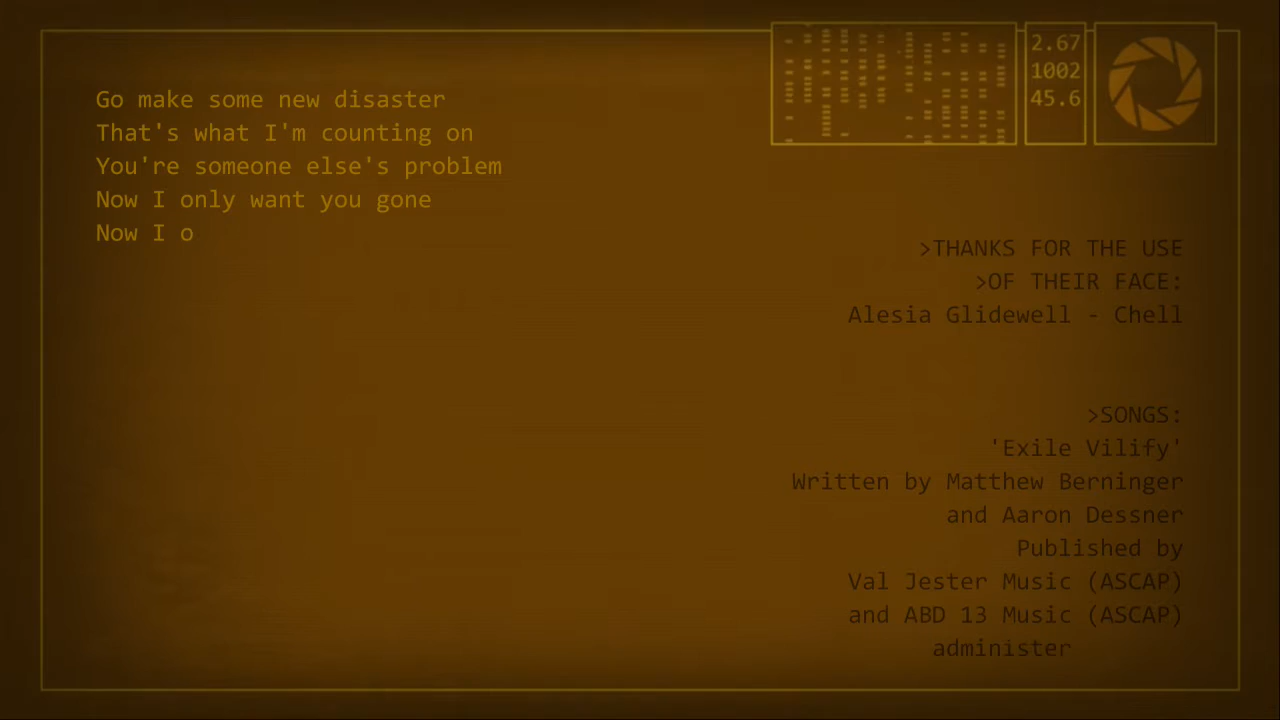 Go make some new disaster
That's what I'm counting on
You're someone else's problem
Now I only want you gone
Now I o
2.67
1002
45.6
>THANKS FOR THE USE
>OF THEIR FACE:
Alesia Glidewell - Chell
>SONGS:
'Exile Vilify'
Written by Matthew Berninger
and Aaron Dessner
Published by
Val Jester Music (ASCAP)
and ABD 13 Music (ASCAP)
administer